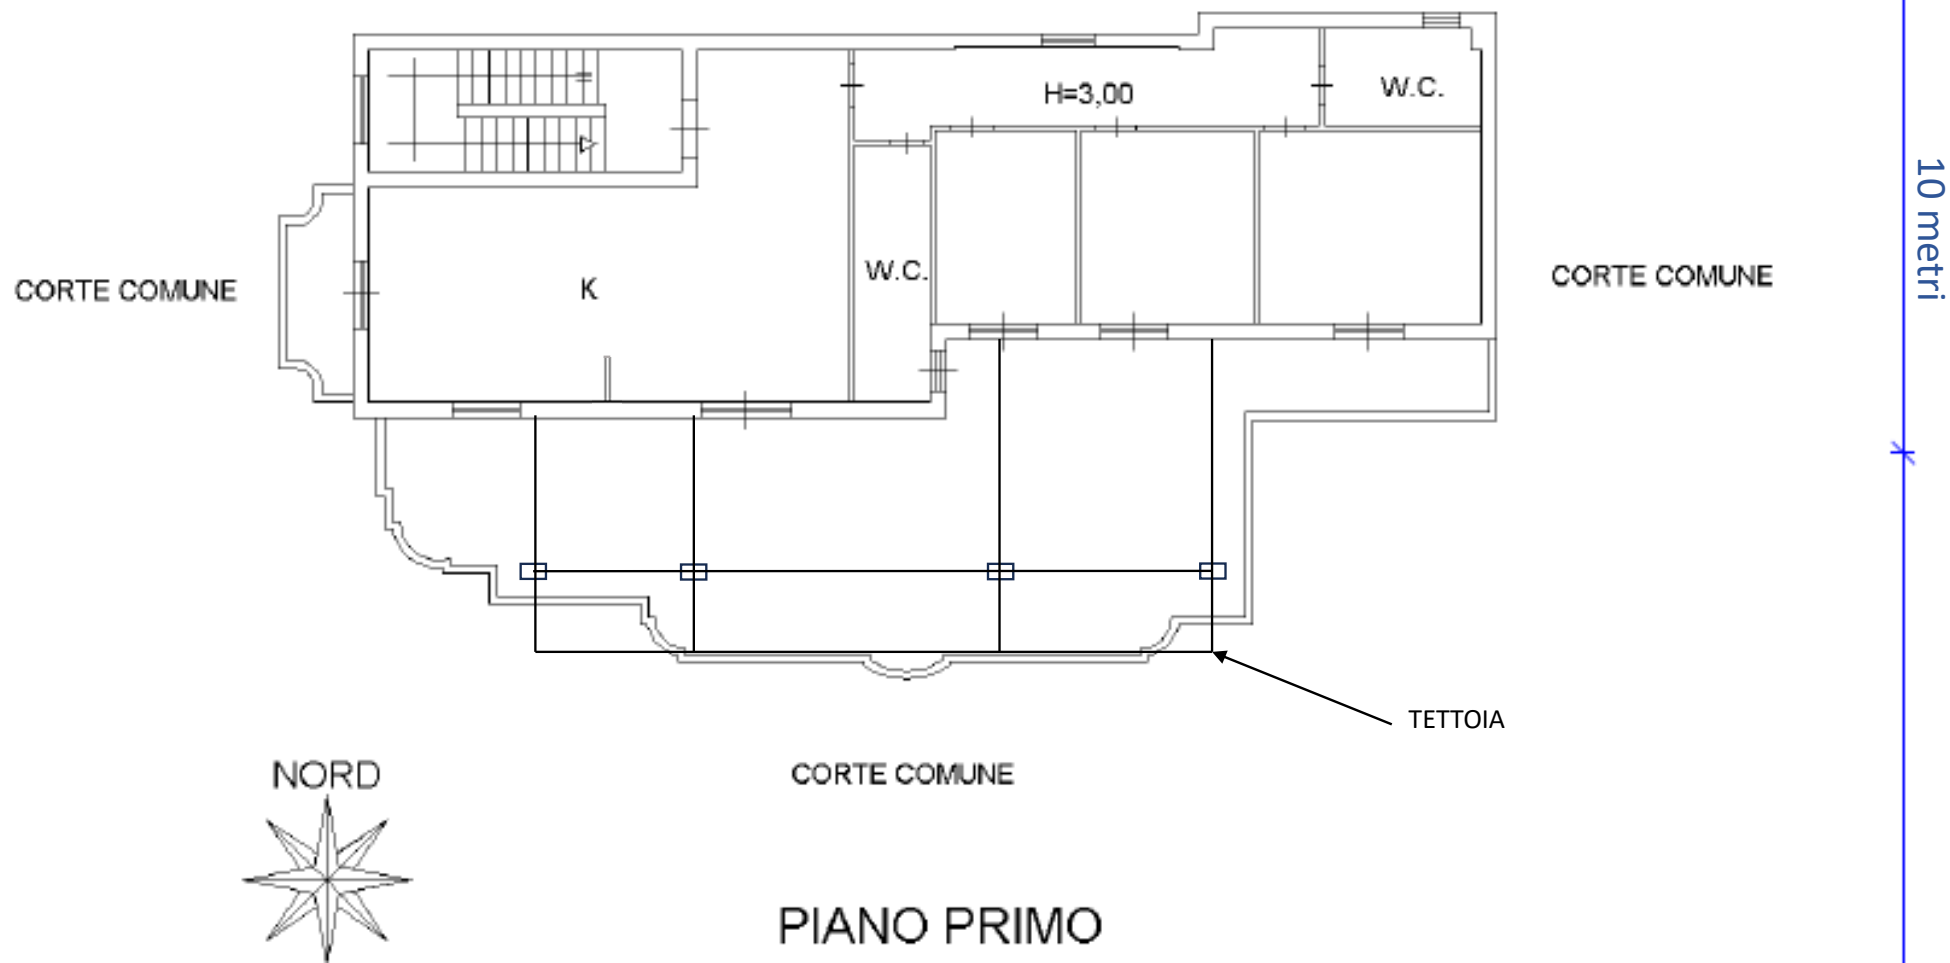 W.C.
H=3,00
10 metri
W.C.
K
CORTE COMUNE
CORTE COMUNE
TETTOIA
NORD
CORTE COMUNE
PIANO PRIMO